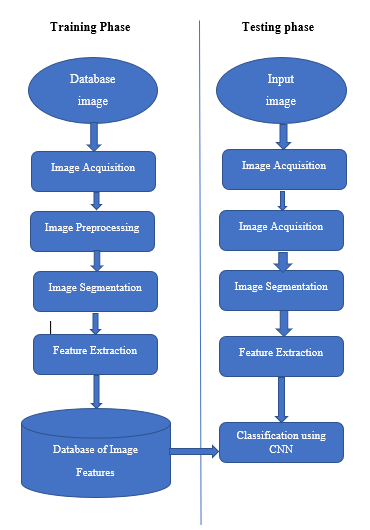 Training Phase
Database
image
Image Acquisition
Image Preprocessing
Image Segmentation
Feature Extraction
Database of Image
Features
Testing phase
Input
image
Image Acquisition
Image Acquisition
Image Segmentation
Feature Extraction
Classification using
CNN